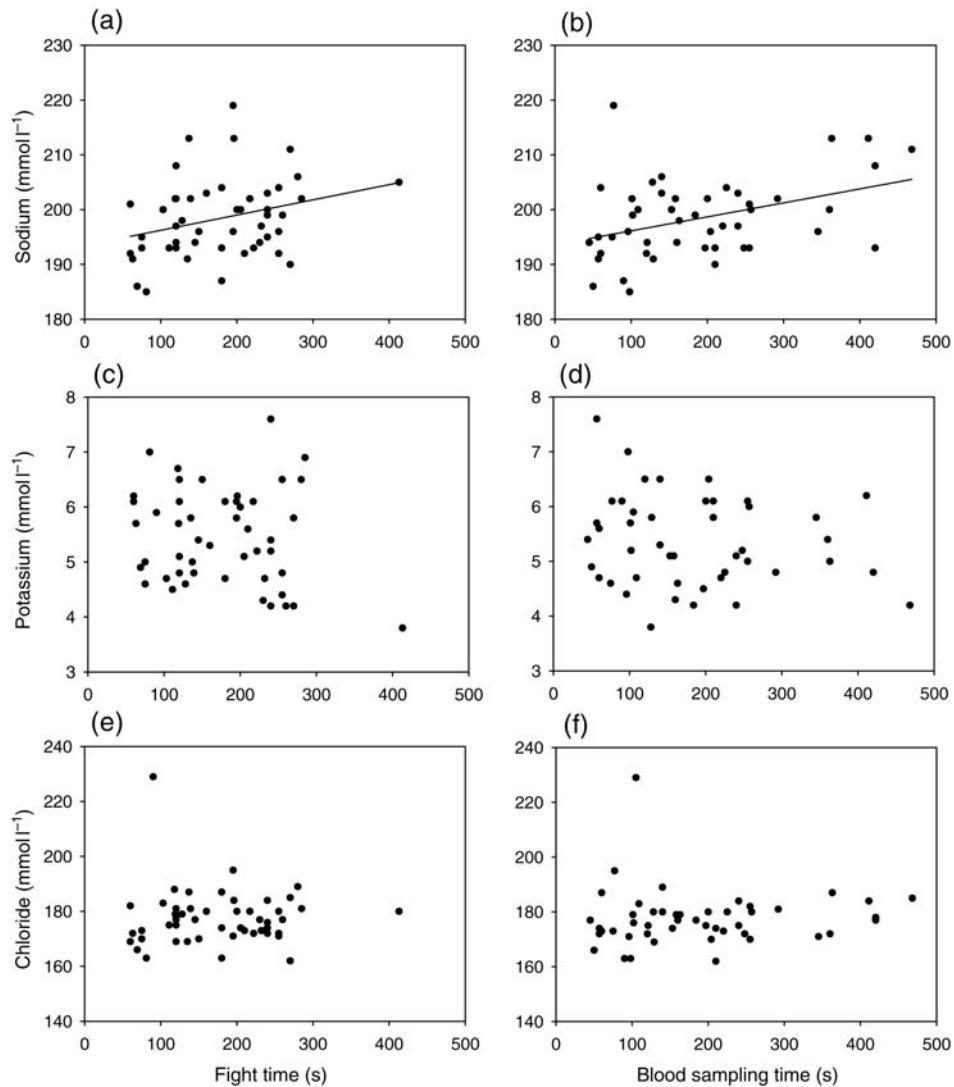 (a)
(b)
Sodium (mmol l⁻¹)
230
220
210
200
190
180
0 100 200 300 400 500
230
220
210
200
190
180
0 100 200 300 400 500
(c)
(d)
Potassium (mmol l⁻¹)
8
7
6
5
4
3
0 100 200 300 400 500
8
7
6
5
4
3
0 100 200 300 400 500
(e)
(f)
Chloride (mmol l⁻¹)
240
220
200
180
160
140
0 100 200 300 400 500
Fight time (s)
240
220
200
180
160
140
0 100 200 300 400 500
Blood sampling time (s)